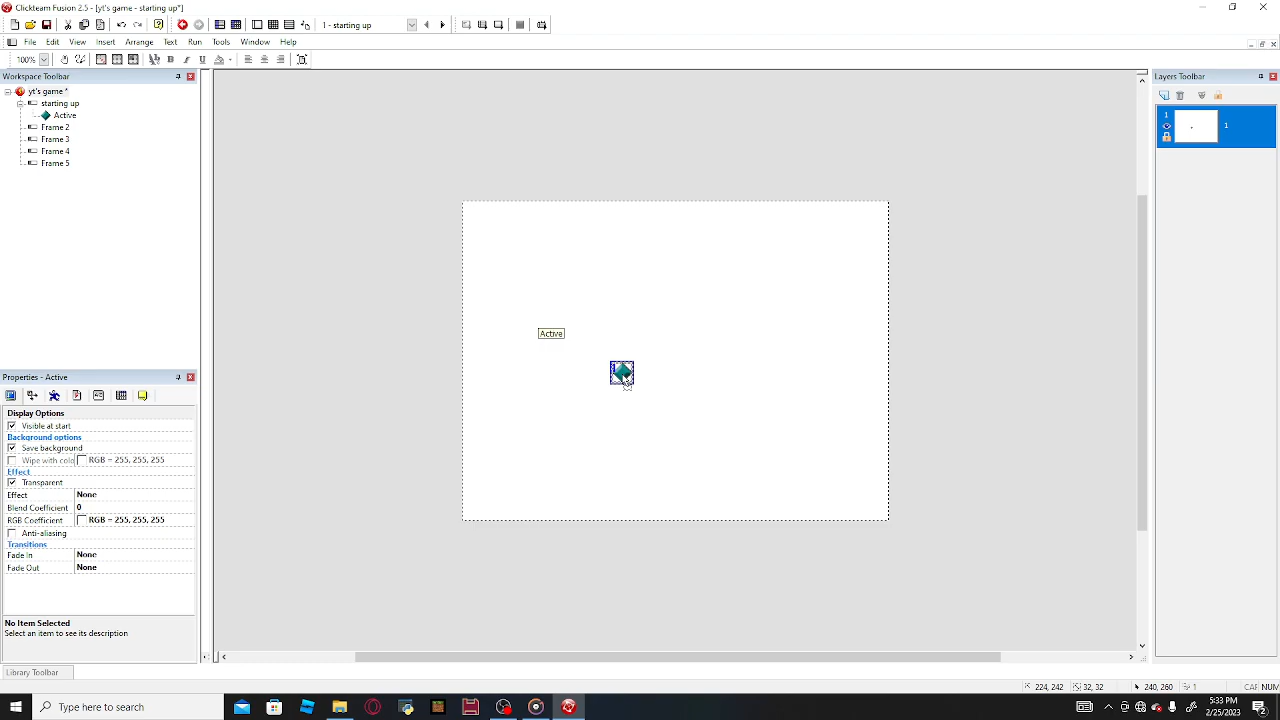 Clickteam Fusion 2.5 - [yt's game - starting up*]
1 - starting up
File Edit View Insert Arrange Text Run Tools Window Help
100%
Workspace Toolbar
yt's game *
starting up
Active
Frame 2
Frame 3
Frame 4
Frame 5
Layers Toolbar
1
1
Active
Properties - Active
Display Options
Visible at start
Background options
Save background
Wipe with colo RGB = 255, 255, 255
Effect
Transparent
Effect None
Blend Coefficient 0
RGB Coefficient RGB = 255, 255, 255
Anti-aliasing
Transitions
Fade In None
Fade Out None
No Item Selected
Select an item to see its description
Library Toolbar
224, 242 32, 32 240, 260 1 CAP NUM
Type here to search
5:33 PM
2/25/2023